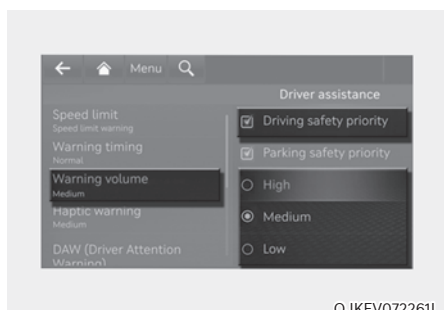 Menu
Driver assistance
Speed limit
Speed limit warning
Warning timing
Normal
Warning volume
Medium
Haptic warning
Medium
DAW (Driver Attention
Warning)
Driving safety priority
Parking safety priority
High
Medium
Low
OJKEV072261L